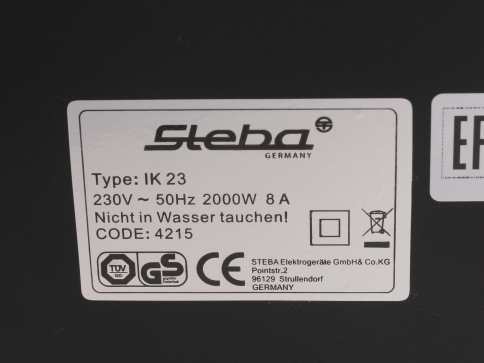 Steba
GERMANY
Type: IK 23
230V ~ 50Hz 2000W 8 A
Nicht in Wasser tauchen!
CODE: 4215
TÜV
GS
CE
STEBA Elektrogeräte GmbH& Co.KG
Pointstr.2
96129 Strullendorf
GERMANY